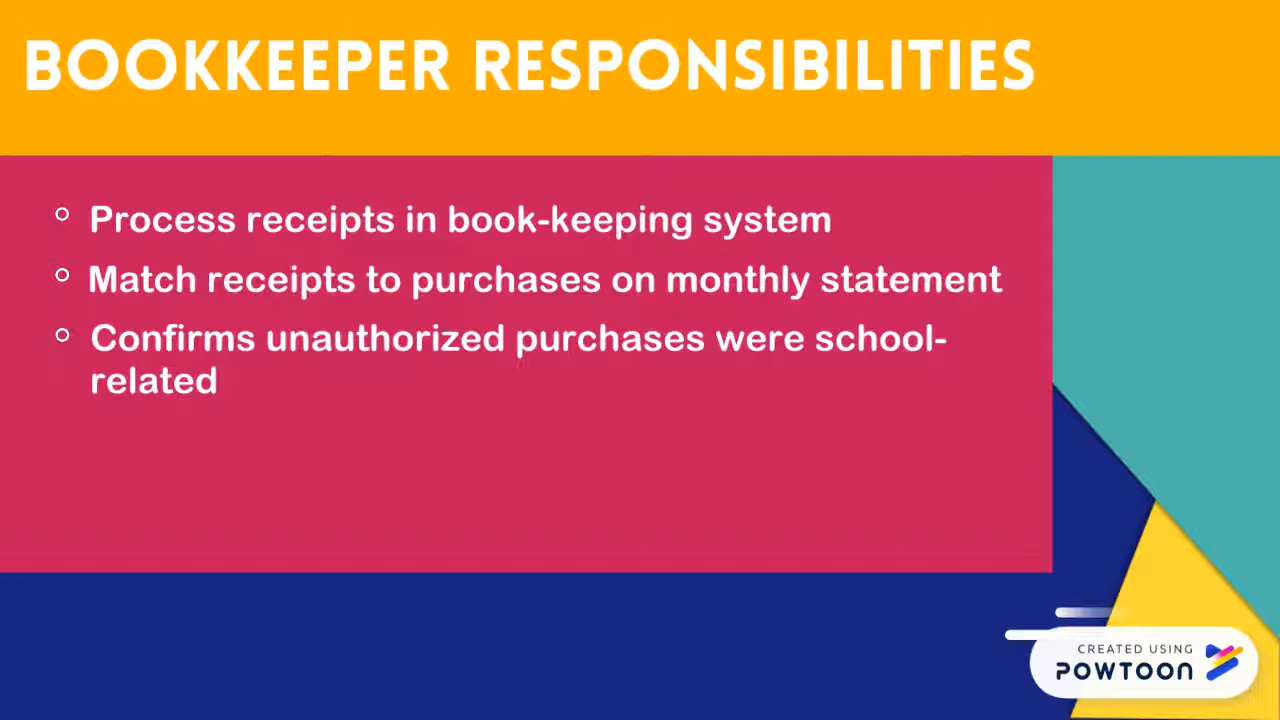 BOOKKEEPER RESPONSIBILITIES
Process receipts in book-keeping system
Match receipts to purchases on monthly statement
Confirms unauthorized purchases were school-
related
CREATED USING
POWTOON